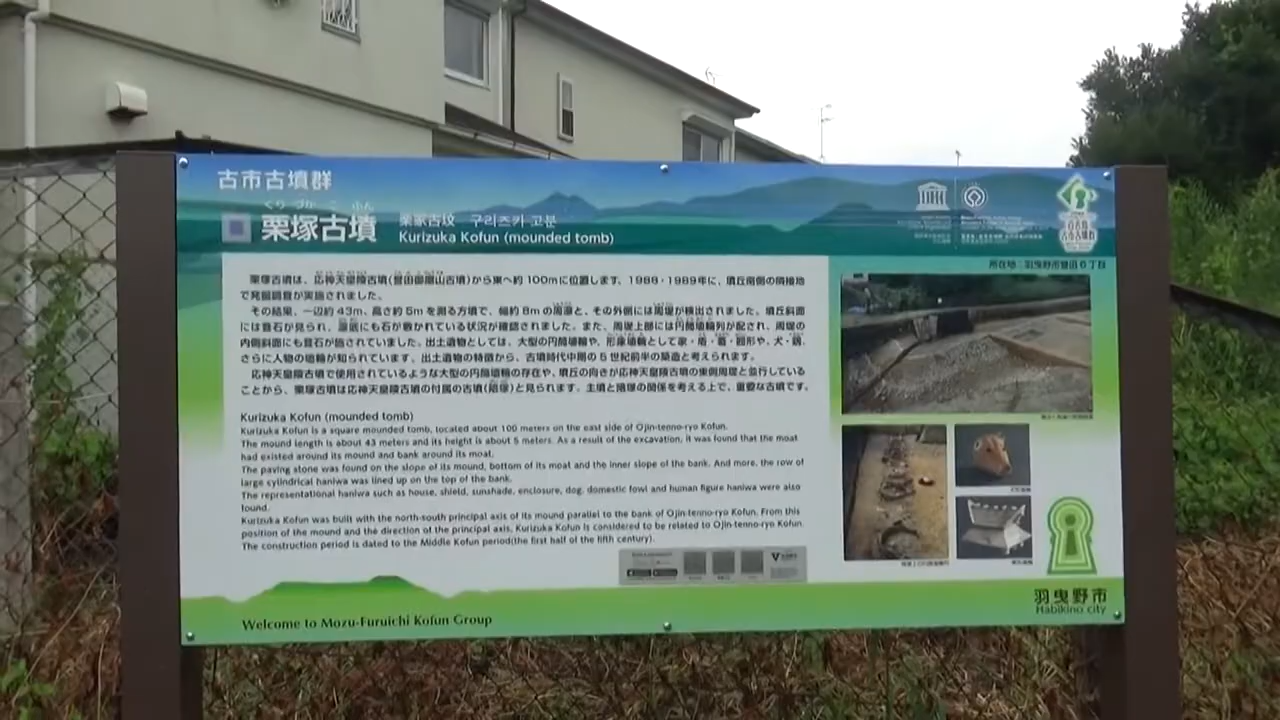 古市古墳群
くりづか こふん
栗塚古墳
栗冢古坟 구리즈카 고분
Kurizuka Kofun (mounded tomb)
所在地：羽曳野市誉田6丁目
栗塚古墳は、応神天皇陵古墳(誉田御廟山古墳)から東へ約100mに位置します。1988・1989年に、墳丘南側の隣接地
で発掘調査が実施されました。
その結果、一辺約43m、高さ約5mを測る方墳で、幅約8mの周濠と、その外側には周堤が検出されました。墳丘斜面
には葺石が見られ、濠底にも石が敷かれている状況が確認されました。また、周堤上部には円筒埴輪列が配され、周堤の
内側斜面にも葺石が施されていました。出土遺物としては、大型の円筒埴輪や、形象埴輪として家・盾・蓋・囲形や、犬・鶏、
さらに人物の埴輪が知られています。出土遺物の特徴から、古墳時代中期の5世紀前半の築造と考えられます。
応神天皇陵古墳で使用されているような大型の円筒埴輪の存在や、墳丘の向きが応神天皇陵古墳の東側周堤と並行している
ことから、栗塚古墳は応神天皇陵古墳の付属の古墳(陪塚)と見られます。主墳と陪塚の関係を考える上で、重要な古墳です。
Kurizuka Kofun (mounded tomb)
Kurizuka Kofun is a square mounded tomb, located about 100 meters on the east side of Ojin-tenno-ryo Kofun.
The mound length is about 43 meters and its height is about 5 meters. As a result of the excavation, it was found that the moat
had existed around its mound and bank around its moat.
The paving stone was found on the slope of its mound, bottom of its moat and the inner slope of the bank. And more, the row of
large cylindrical haniwa was lined up on the top of the bank.
The representational haniwa such as house, shield, sunshade, enclosure, dog, domestic fowl and human figure haniwa were also
found.
Kurizuka Kofun was built with the north-south principal axis of its mound parallel to the bank of Ojin-tenno-ryo Kofun. From this
position of the mound and the direction of the principal axis, Kurizuka Kofun is considered to be related to Ojin-tenno-ryo Kofun.
The construction period is dated to the Middle Kofun period(the first half of the fifth century).
羽曳野市
Habikino city
Welcome to Mozu-Furuichi Kofun Group